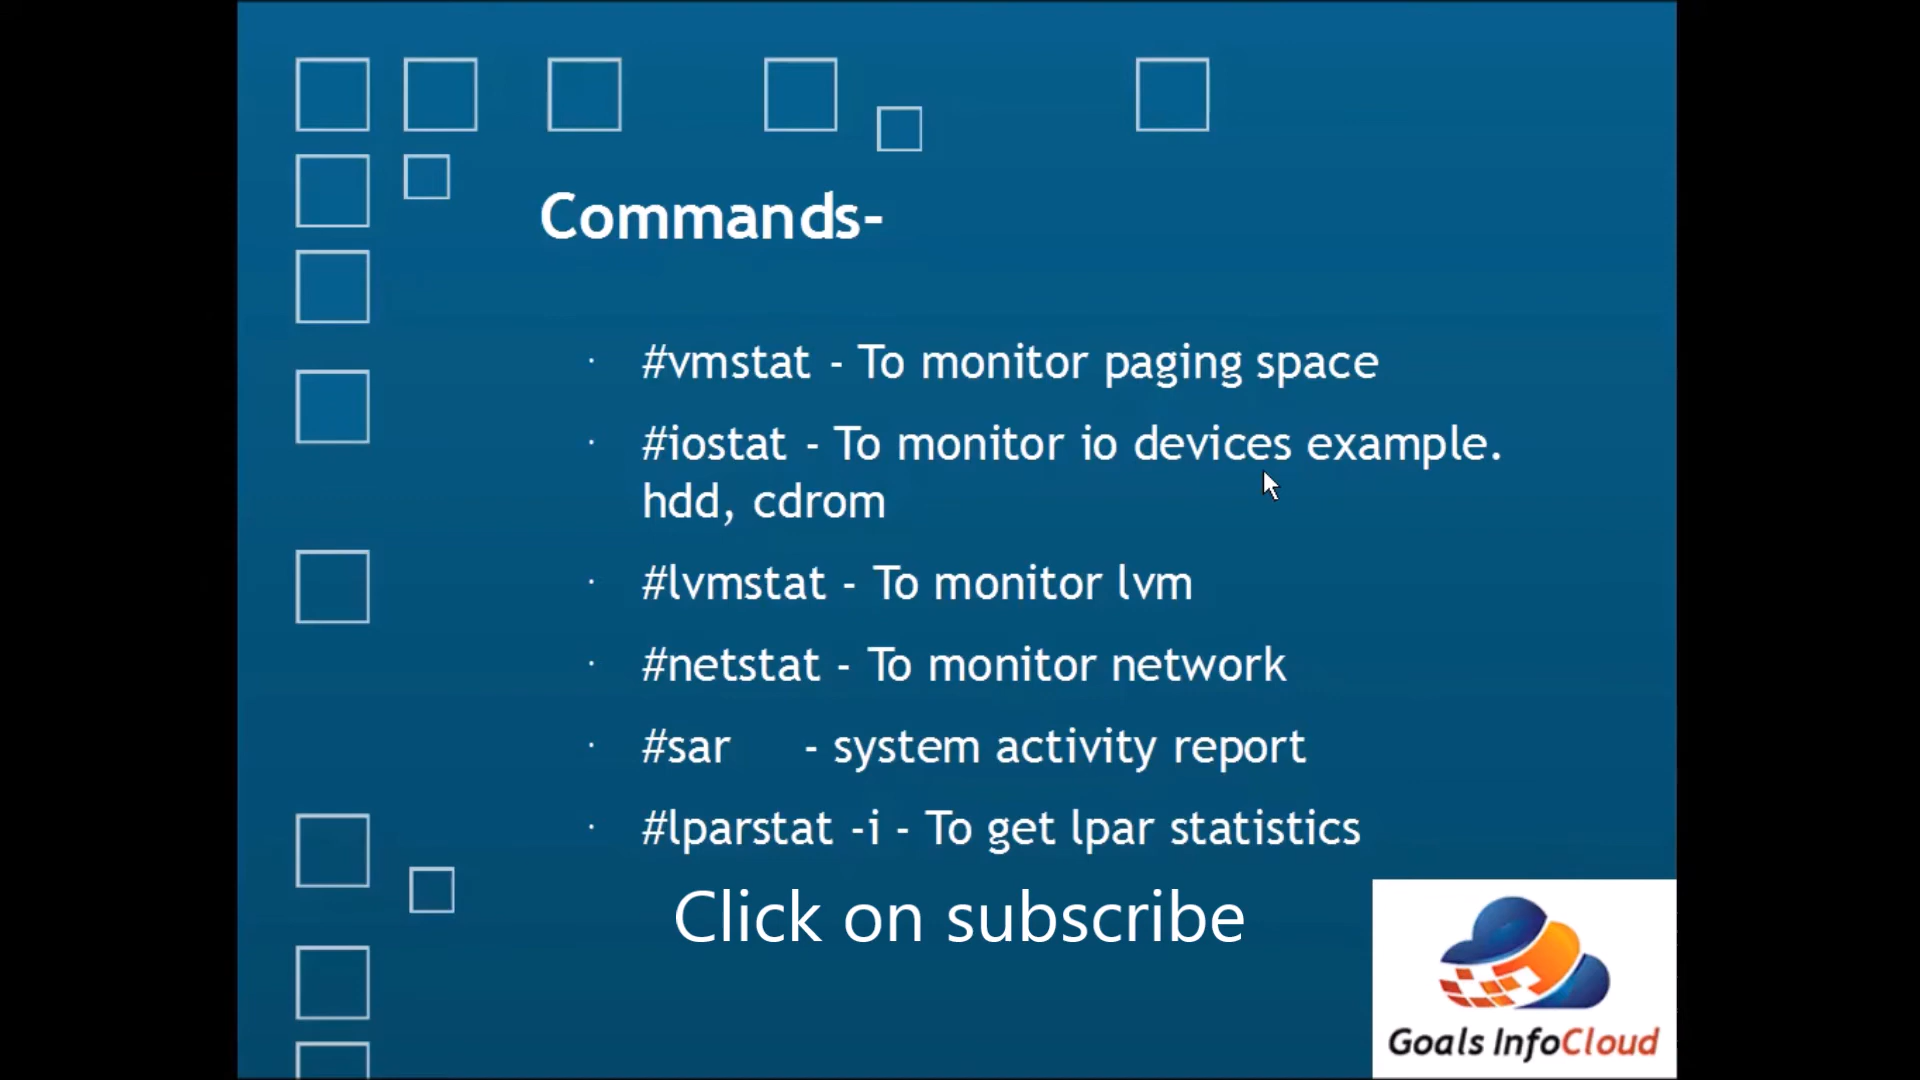 Commands-
· #vmstat - To monitor paging space
· #iostat - To monitor io devices example.
hdd, cdrom
· #lvmstat - To monitor lvm
· #netstat - To monitor network
· #sar - system activity report
· #lparstat -i - To get lpar statistics
Click on subscribe
Goals InfoCloud